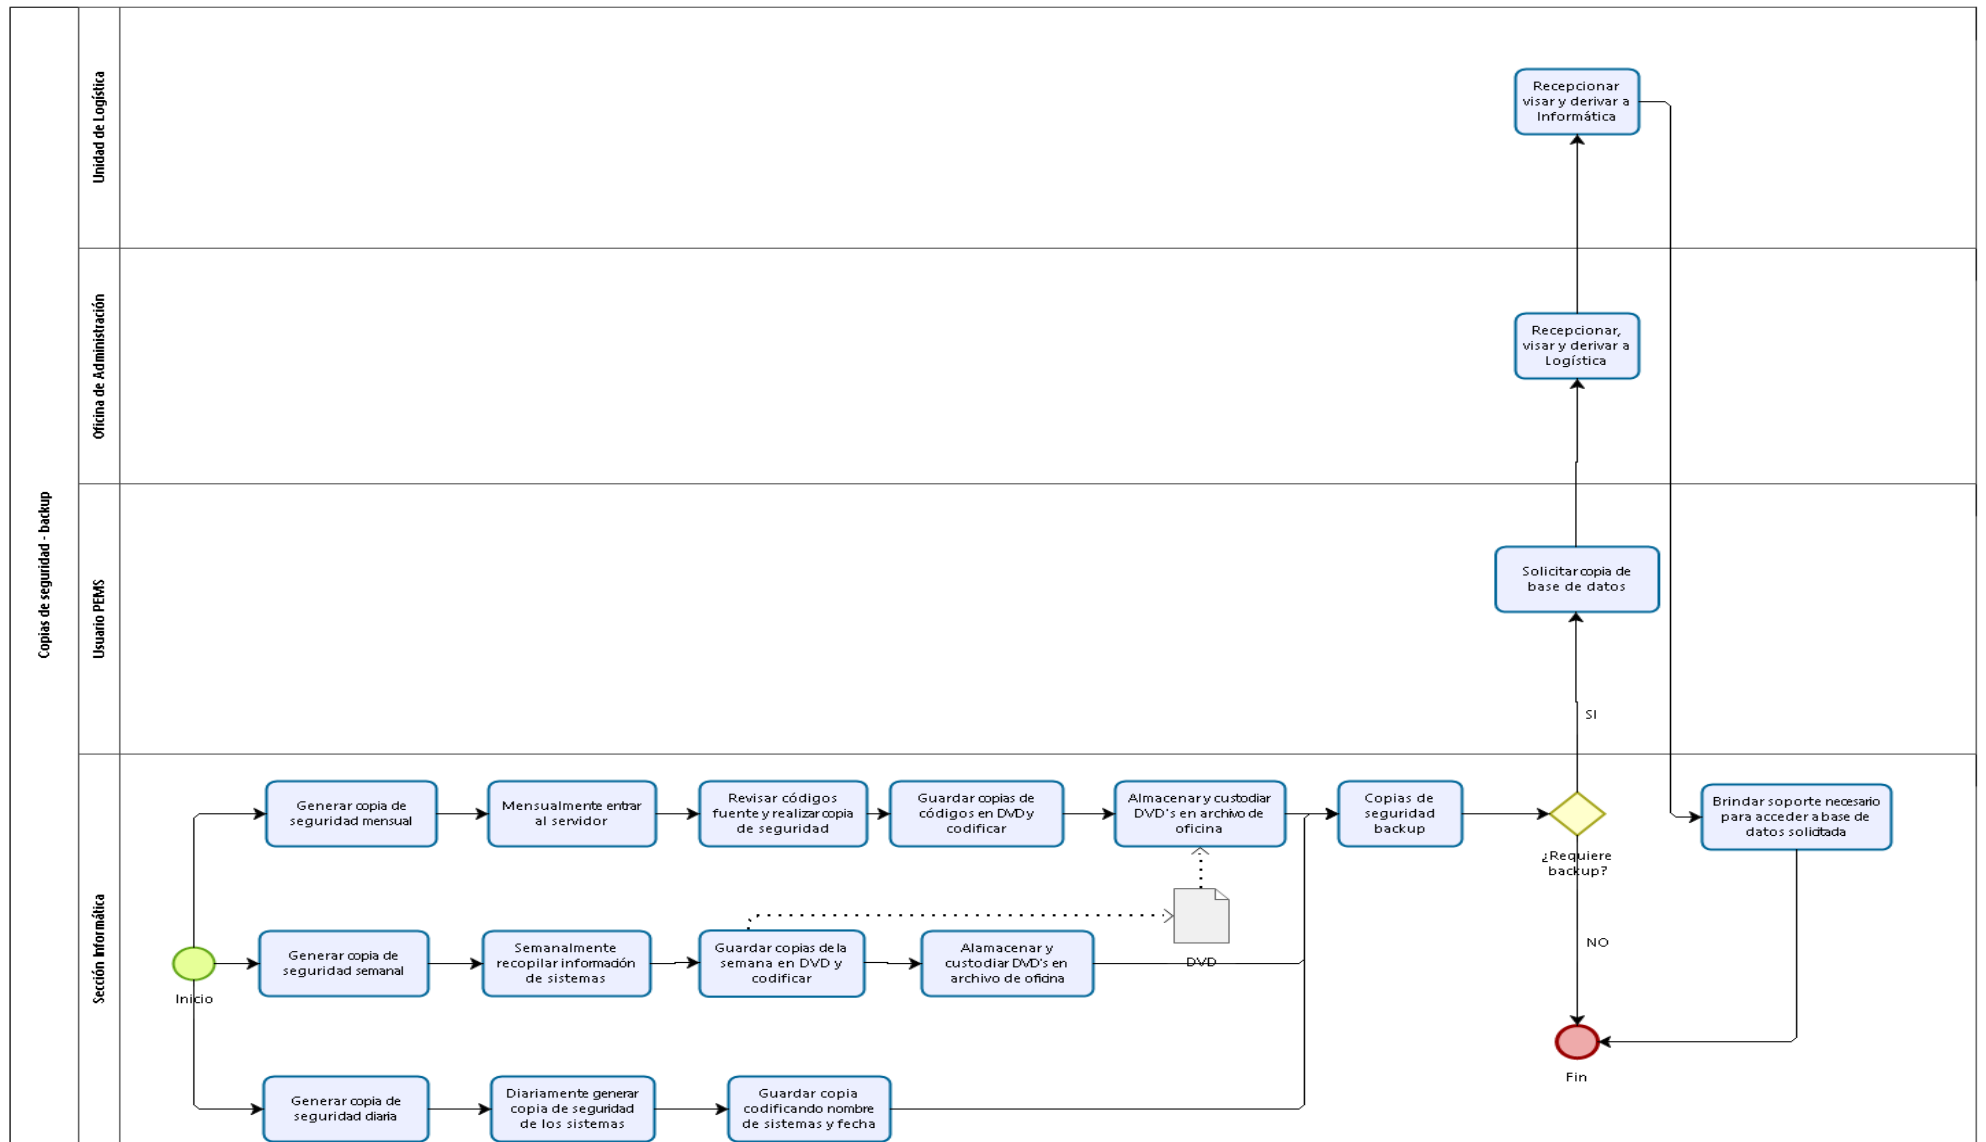 Copias de seguridad - backup
Unidad de Logística
Recepcionar
visar y derivar a
Informática
Oficina de Administración
Recepcionar,
visar y derivar a
Logística
Usuario PEMS
Solicitar copia de
base de datos
SI
Sección Informática
Inicio
Generar copia de
seguridad mensual
Mensualmente entrar
al servidor
Revisar códigos
fuente y realizar copia
de seguridad
Guardar copias de
códigos en DVD y
codificar
Almacenar y custodiar
DVD's en archivo de
oficina
Copias de
seguridad
backup
¿Requiere
backup?
Brindar soporte necesario
para acceder a base de
datos solicitada
Generar copia de
seguridad semanal
Semanalmente
recopilar información
de sistemas
Guardar copias de la
semana en DVD y
codificar
Alamacenar y
custodiar DVD's en
archivo de oficina
DVD
NO
Generar copia de
seguridad diaria
Diariamente generar
copia de seguridad
de los sistemas
Guardar copia
codificando nombre
de sistemas y fecha
Fin